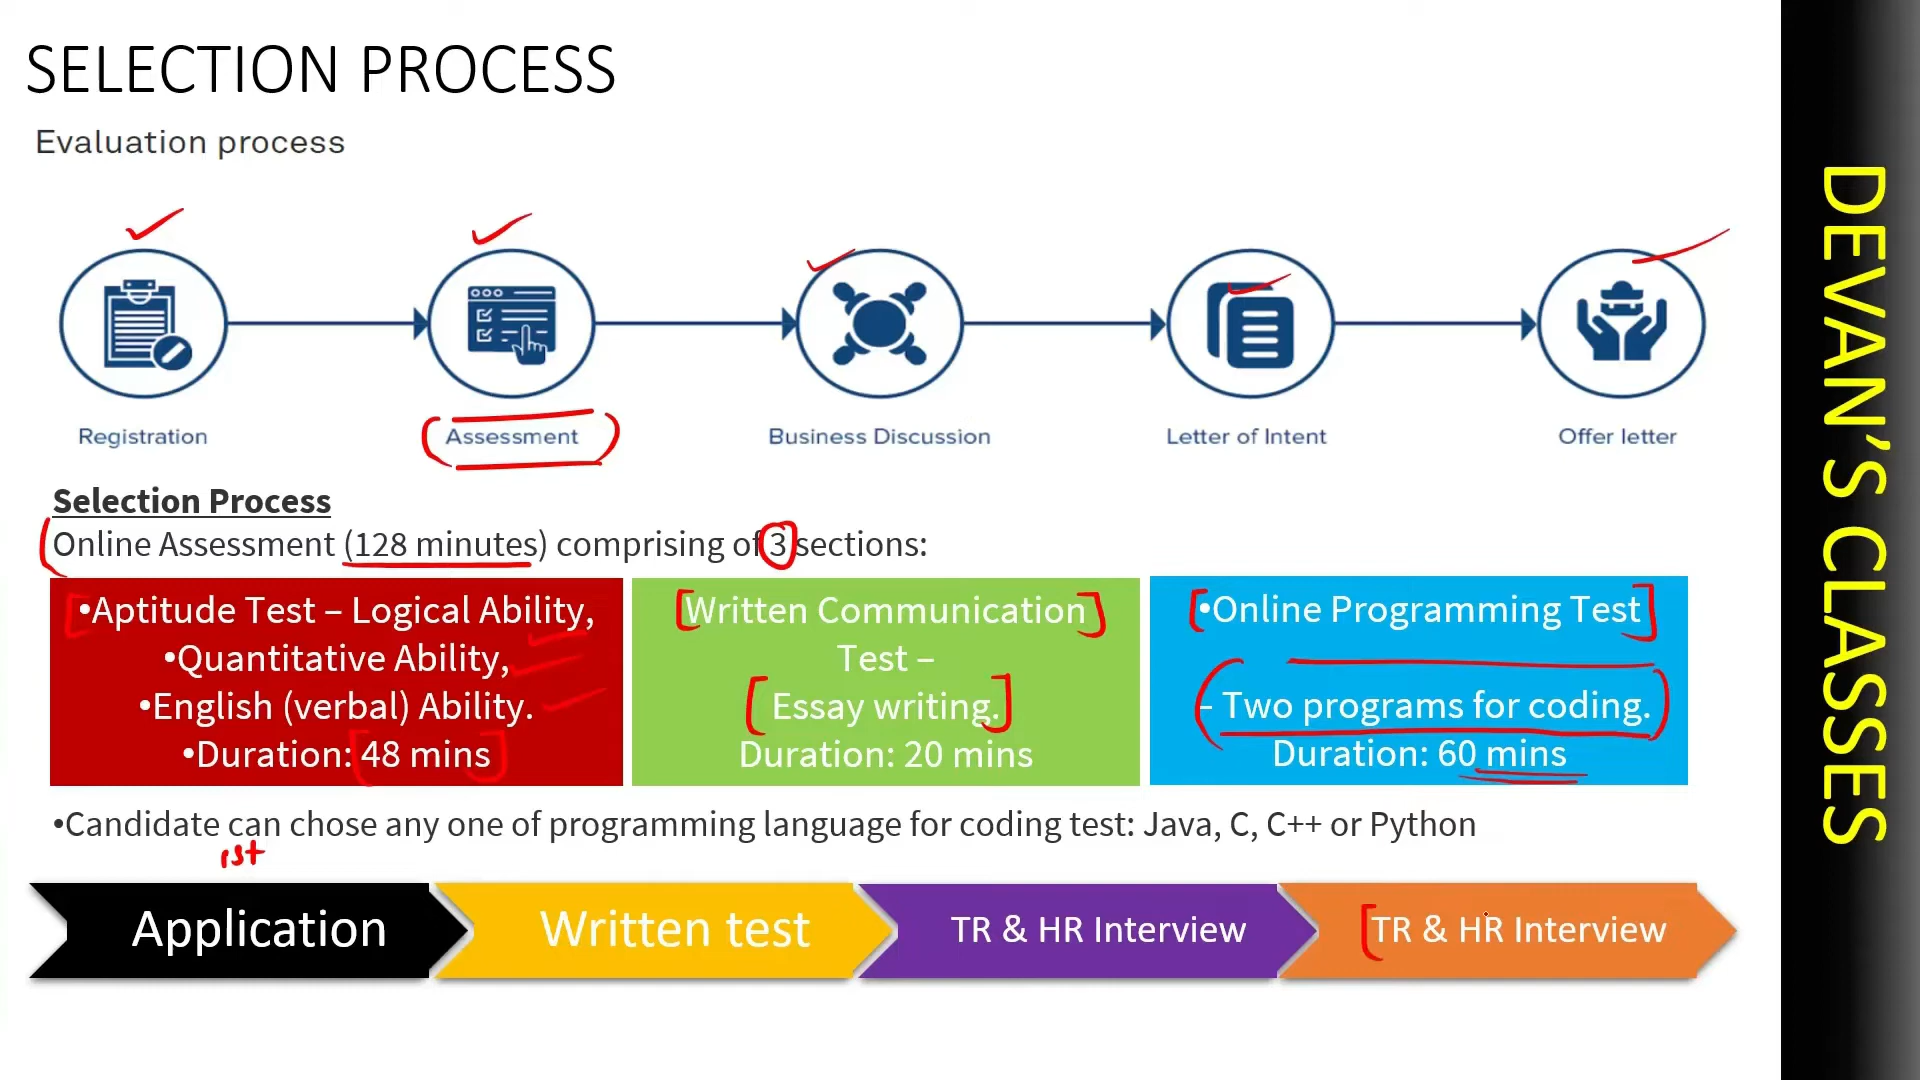 SELECTION PROCESS
Evaluation process
Registration
Assessment
Business Discussion
Letter of Intent
Offer letter
Selection Process
Online Assessment (128 minutes) comprising of 3 sections:
•Aptitude Test – Logical Ability,
•Quantitative Ability,
•English (verbal) Ability.
•Duration: 48 mins
Written Communication
Test –
Essay writing.
Duration: 20 mins
•Online Programming Test
- Two programs for coding.
Duration: 60 mins
•Candidate can chose any one of programming language for coding test: Java, C, C++ or Python
1st
Application
Written test
TR & HR Interview
TR & HR Interview
DEVAN'S CLASSES